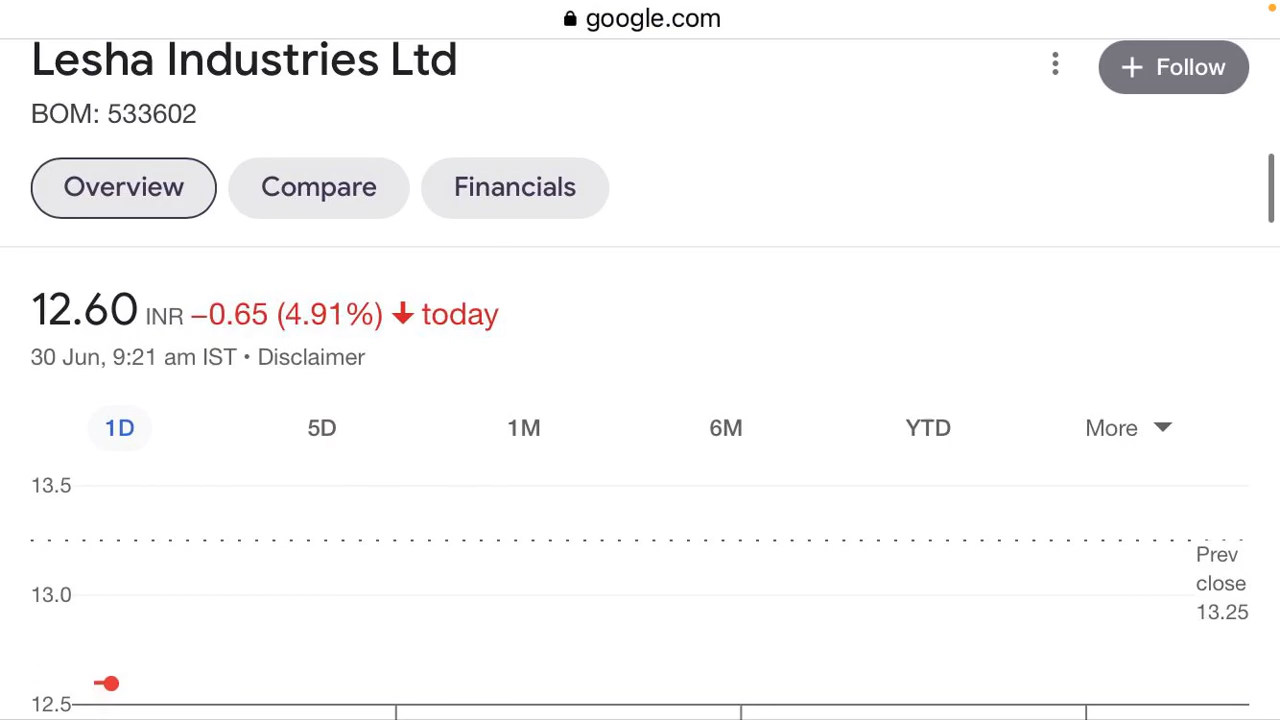 google.com
Lesha Industries Ltd
+ Follow
BOM: 533602
Overview Compare Financials
12.60 INR −0.65 (4.91%) ↓ today
30 Jun, 9:21 am IST • Disclaimer
1D 5D 1M 6M YTD More
13.5
Prev
close
13.25
13.0
12.5